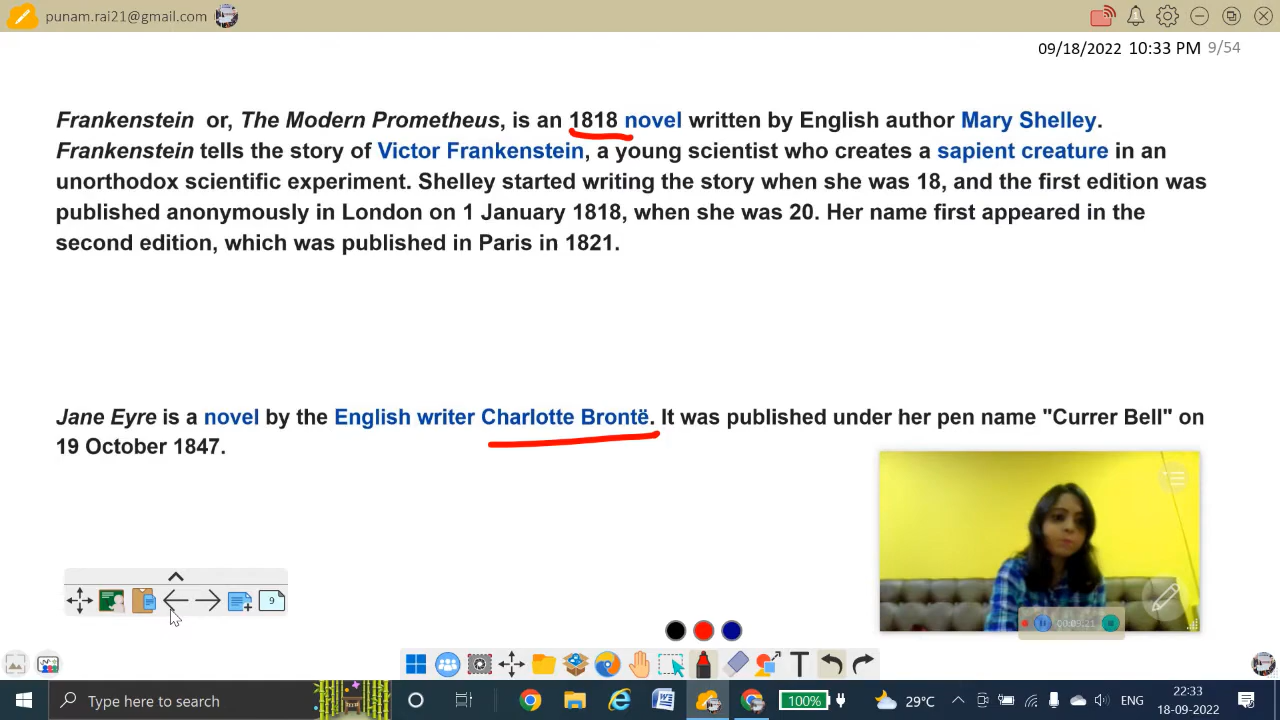 punam.rai21@gmail.com
09/18/2022 10:33 PM 9/54
Frankenstein or, The Modern Prometheus, is an 1818 novel written by English author Mary Shelley.
Frankenstein tells the story of Victor Frankenstein, a young scientist who creates a sapient creature in an
unorthodox scientific experiment. Shelley started writing the story when she was 18, and the first edition was
published anonymously in London on 1 January 1818, when she was 20. Her name first appeared in the
second edition, which was published in Paris in 1821.
Jane Eyre is a novel by the English writer Charlotte Brontë. It was published under her pen name "Currer Bell" on
19 October 1847.
9
00:09:21
T
Type here to search
100%
29°C
ENG
22:33
18-09-2022